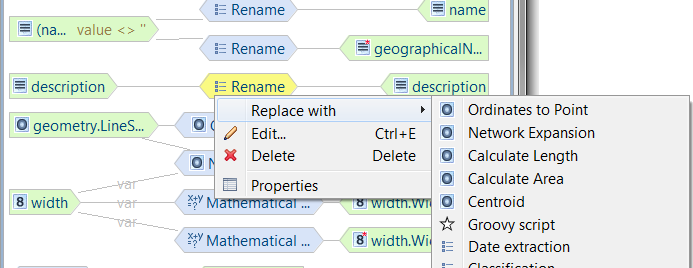 Rename
name
(na... value <> ''
Rename
geographicalN...
description
Rename
description
Replace with
Ordinates to Point
geometry.LineS...
Edit... Ctrl+E
Network Expansion
Delete Delete
Calculate Length
var
Properties
Calculate Area
width
var
Mathematical ...
width.Wi
Centroid
var
Groovy script
Mathematical ...
width.Wi
Date extraction
Classification